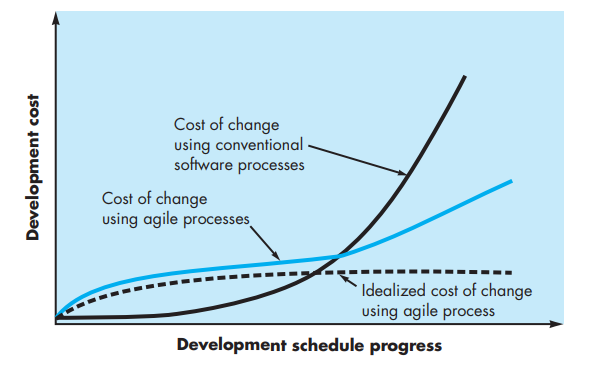 Development cost
Cost of change
using conventional
software processes
Cost of change
using agile processes
Idealized cost of change
using agile process
Development schedule progress